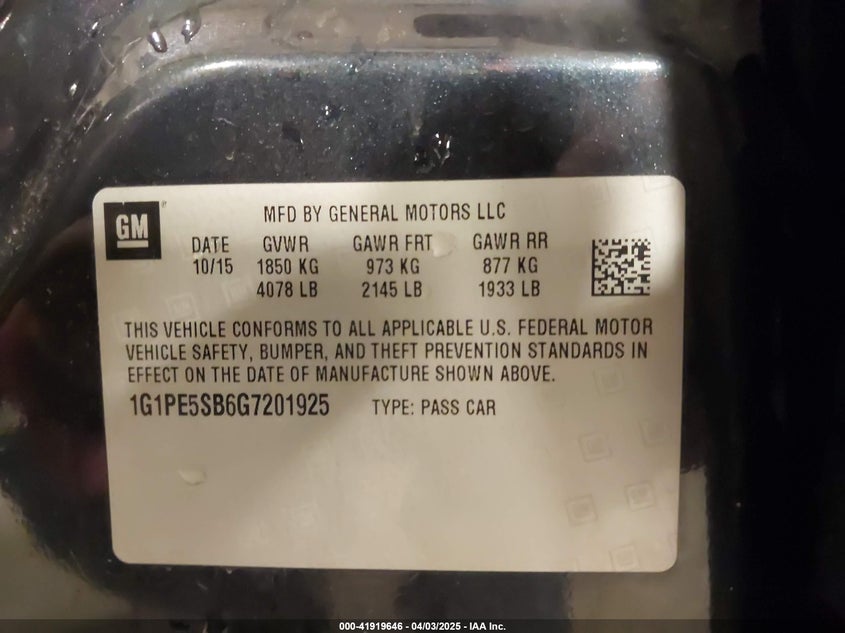 GM
MFD BY GENERAL MOTORS LLC
DATE GVWR GAWR FRT GAWR RR
10/15 1850 KG 973 KG 877 KG
4078 LB 2145 LB 1933 LB
THIS VEHICLE CONFORMS TO ALL APPLICABLE U.S. FEDERAL MOTOR
VEHICLE SAFETY, BUMPER, AND THEFT PREVENTION STANDARDS IN
EFFECT ON THE DATE OF MANUFACTURE SHOWN ABOVE.
1G1PE5SB6G7201925 TYPE: PASS CAR
000-41919646 - 04/03/2025 - IAA Inc.